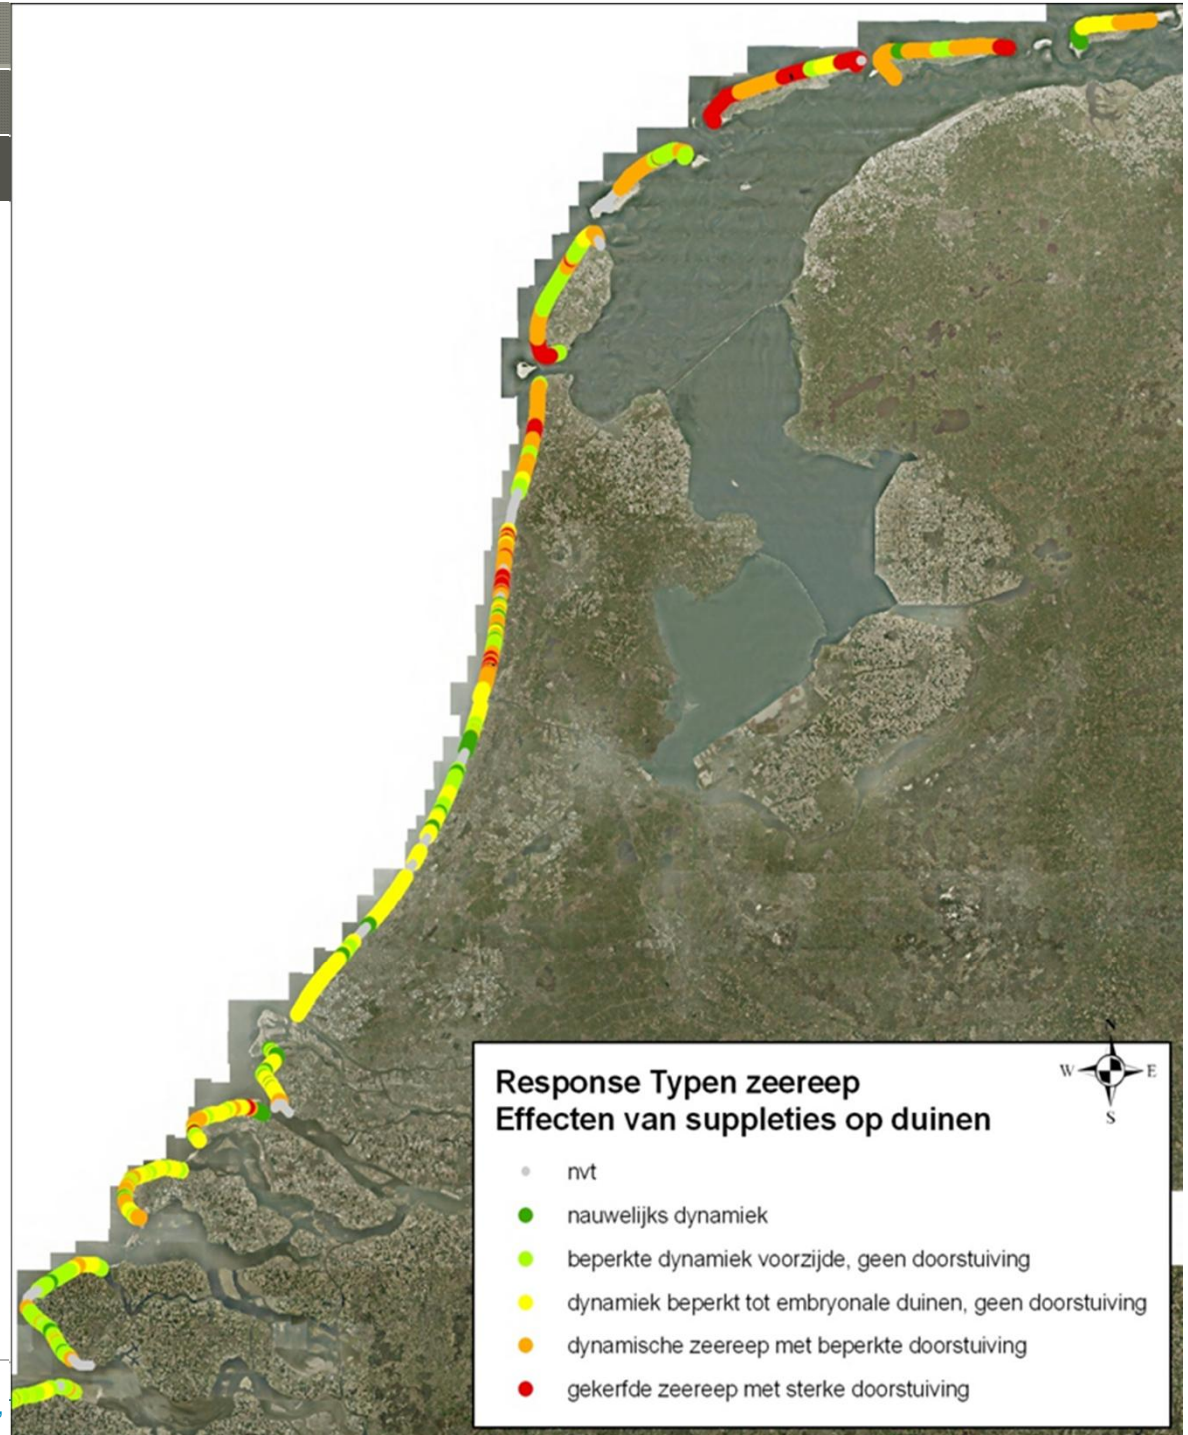 N
W E
S
Response Typen zeereep
Effecten van suppleties op duinen
nvt
nauwelijks dynamiek
beperkte dynamiek voorzijde, geen doorstuiving
dynamiek beperkt tot embryonale duinen, geen doorstuiving
dynamische zeereep met beperkte doorstuiving
gekerfde zeereep met sterke doorstuiving